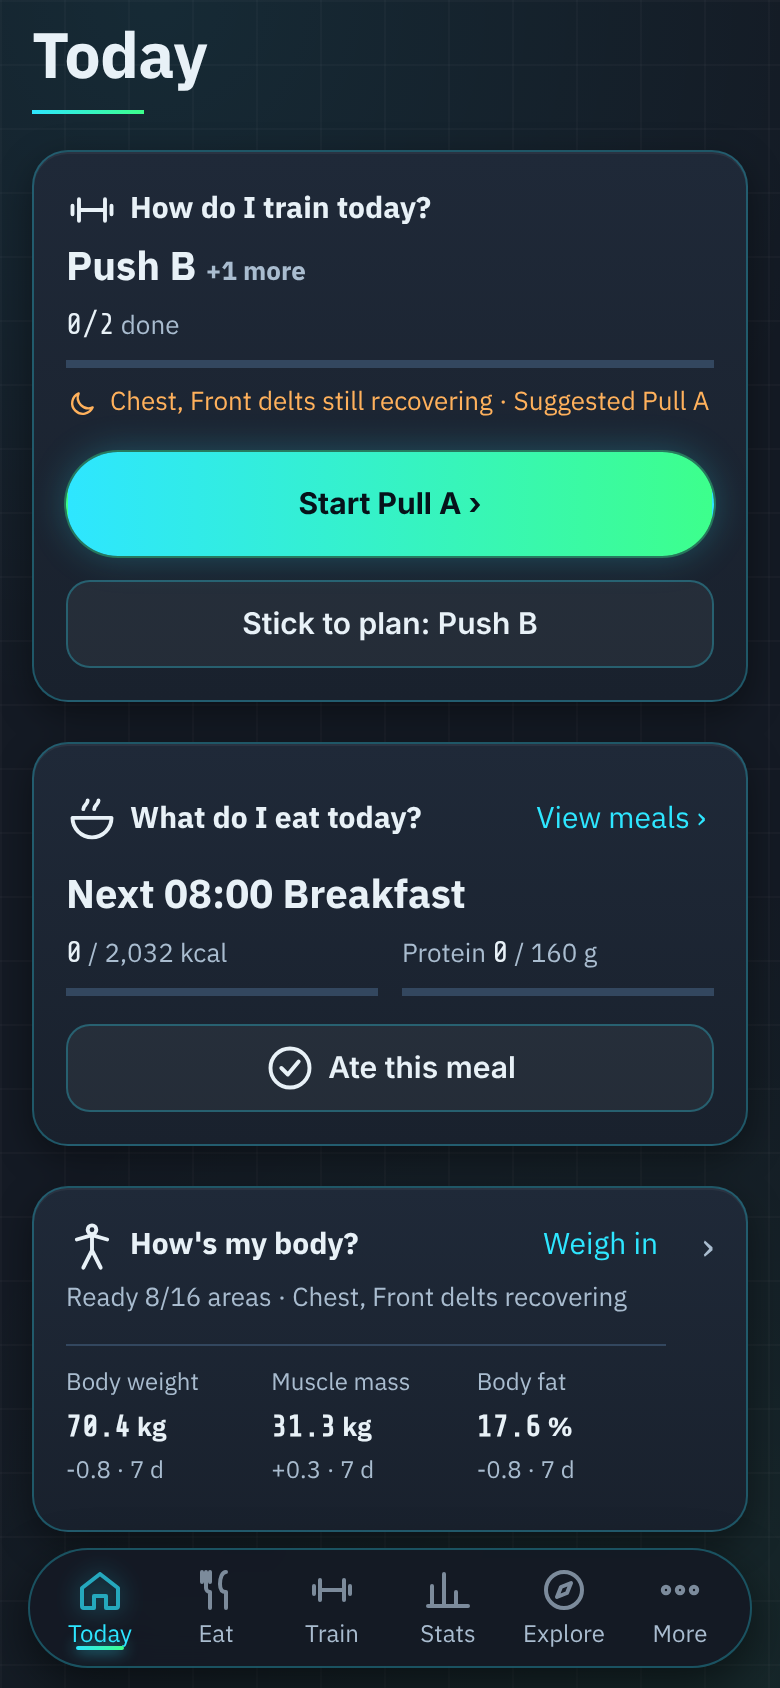 Today
How do I train today?
Push B +1 more
0/2 done
Chest, Front delts still recovering · Suggested Pull A
Start Pull A ›
Stick to plan: Push B
What do I eat today? View meals ›
Next 08:00 Breakfast
0 / 2,032 kcal Protein 0 / 160 g
Ate this meal
How's my body? Weigh in ›
Ready 8/16 areas · Chest, Front delts recovering
Body weight Muscle mass Body fat
70.4 kg 31.3 kg 17.6 %
-0.8 · 7 d +0.3 · 7 d -0.8 · 7 d
Today Eat Train Stats Explore More